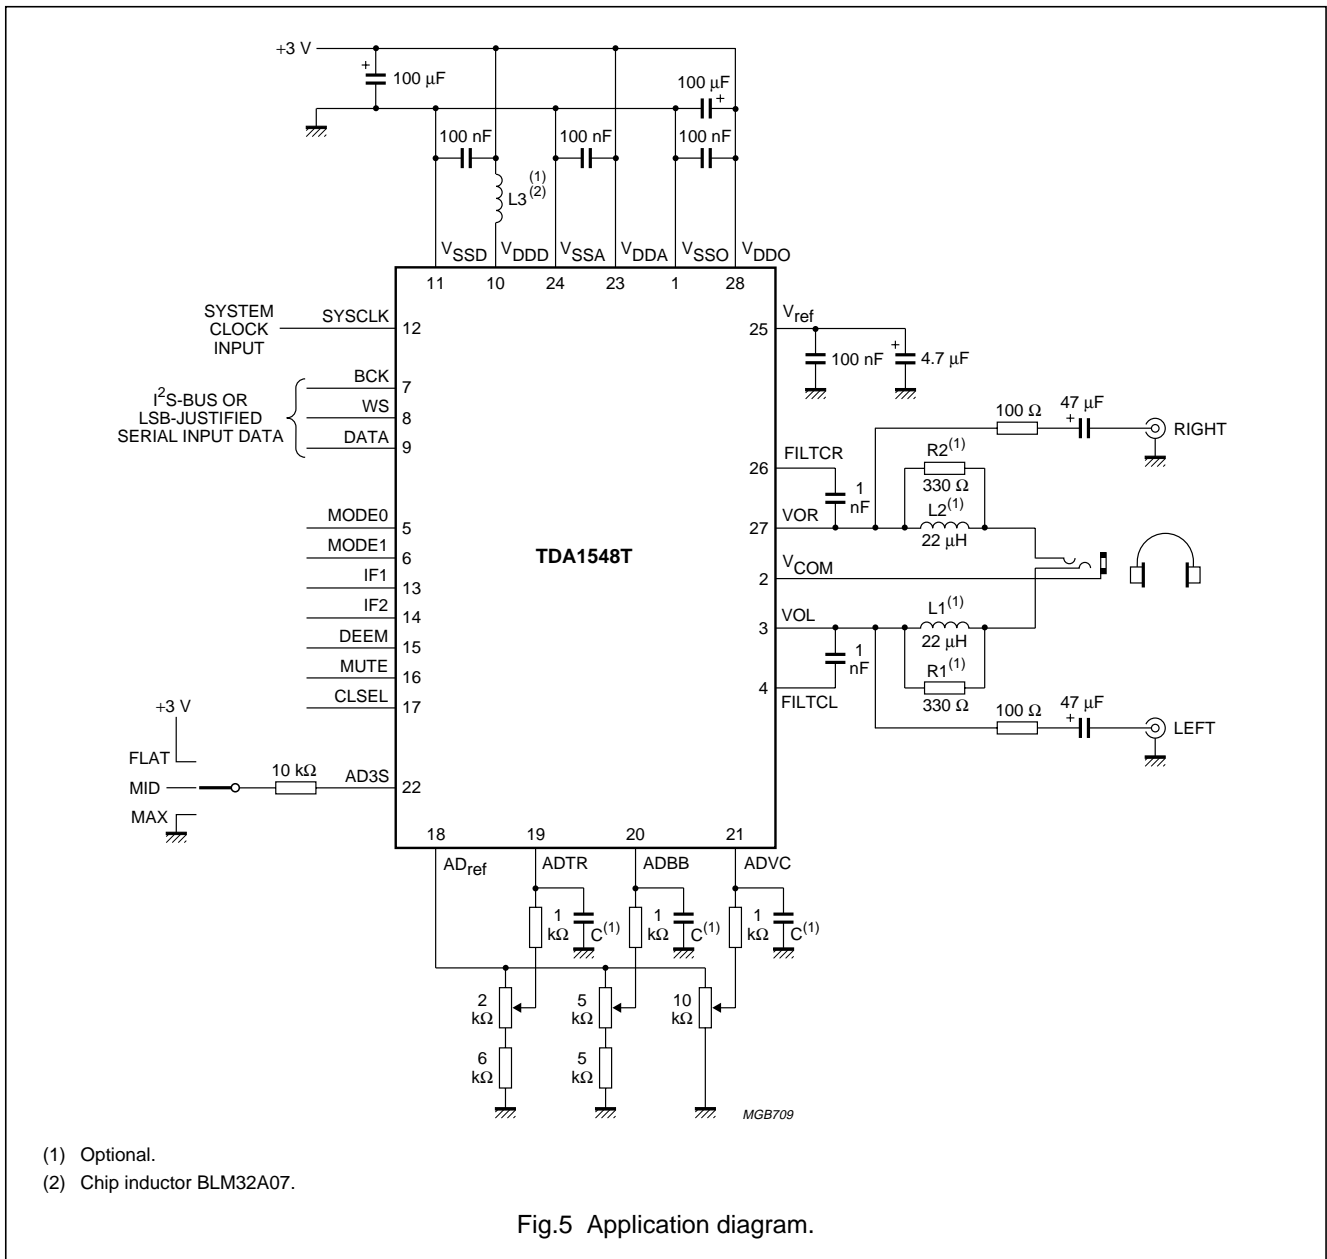 +3 V
+
100 µF
100 µF
+
100 nF
100 nF
100 nF
L3(1)(2)
VSSD
VDDD
VSSA
VDDA
VSSO
VDDO
11
10
24
23
1
28
SYSTEM
CLOCK
INPUT
SYSCLK
12
I2S-BUS OR
LSB-JUSTIFIED
SERIAL INPUT DATA
BCK
7
WS
8
DATA
9
MODE0
5
MODE1
6
IF1
13
IF2
14
DEEM
15
MUTE
16
CLSEL
17
+3 V
FLAT
MID
MAX
10 kΩ
AD3S
22
TDA1548T
25
Vref
100 nF
+
4.7 µF
100 Ω
47 µF
+
RIGHT
26
FILTCR
1
nF
R2(1)
330 Ω
L2(1)
22 µH
27
VOR
2
VCOM
3
VOL
L1(1)
22 µH
1
nF
R1(1)
330 Ω
4
FILTCL
100 Ω
47 µF
+
LEFT
18
19
20
21
ADref
ADTR
ADBB
ADVC
1
kΩ
C(1)
1
kΩ
C(1)
1
kΩ
C(1)
2
kΩ
5
kΩ
10
kΩ
6
kΩ
5
kΩ
MGB709
(1) Optional.
(2) Chip inductor BLM32A07.
Fig.5 Application diagram.